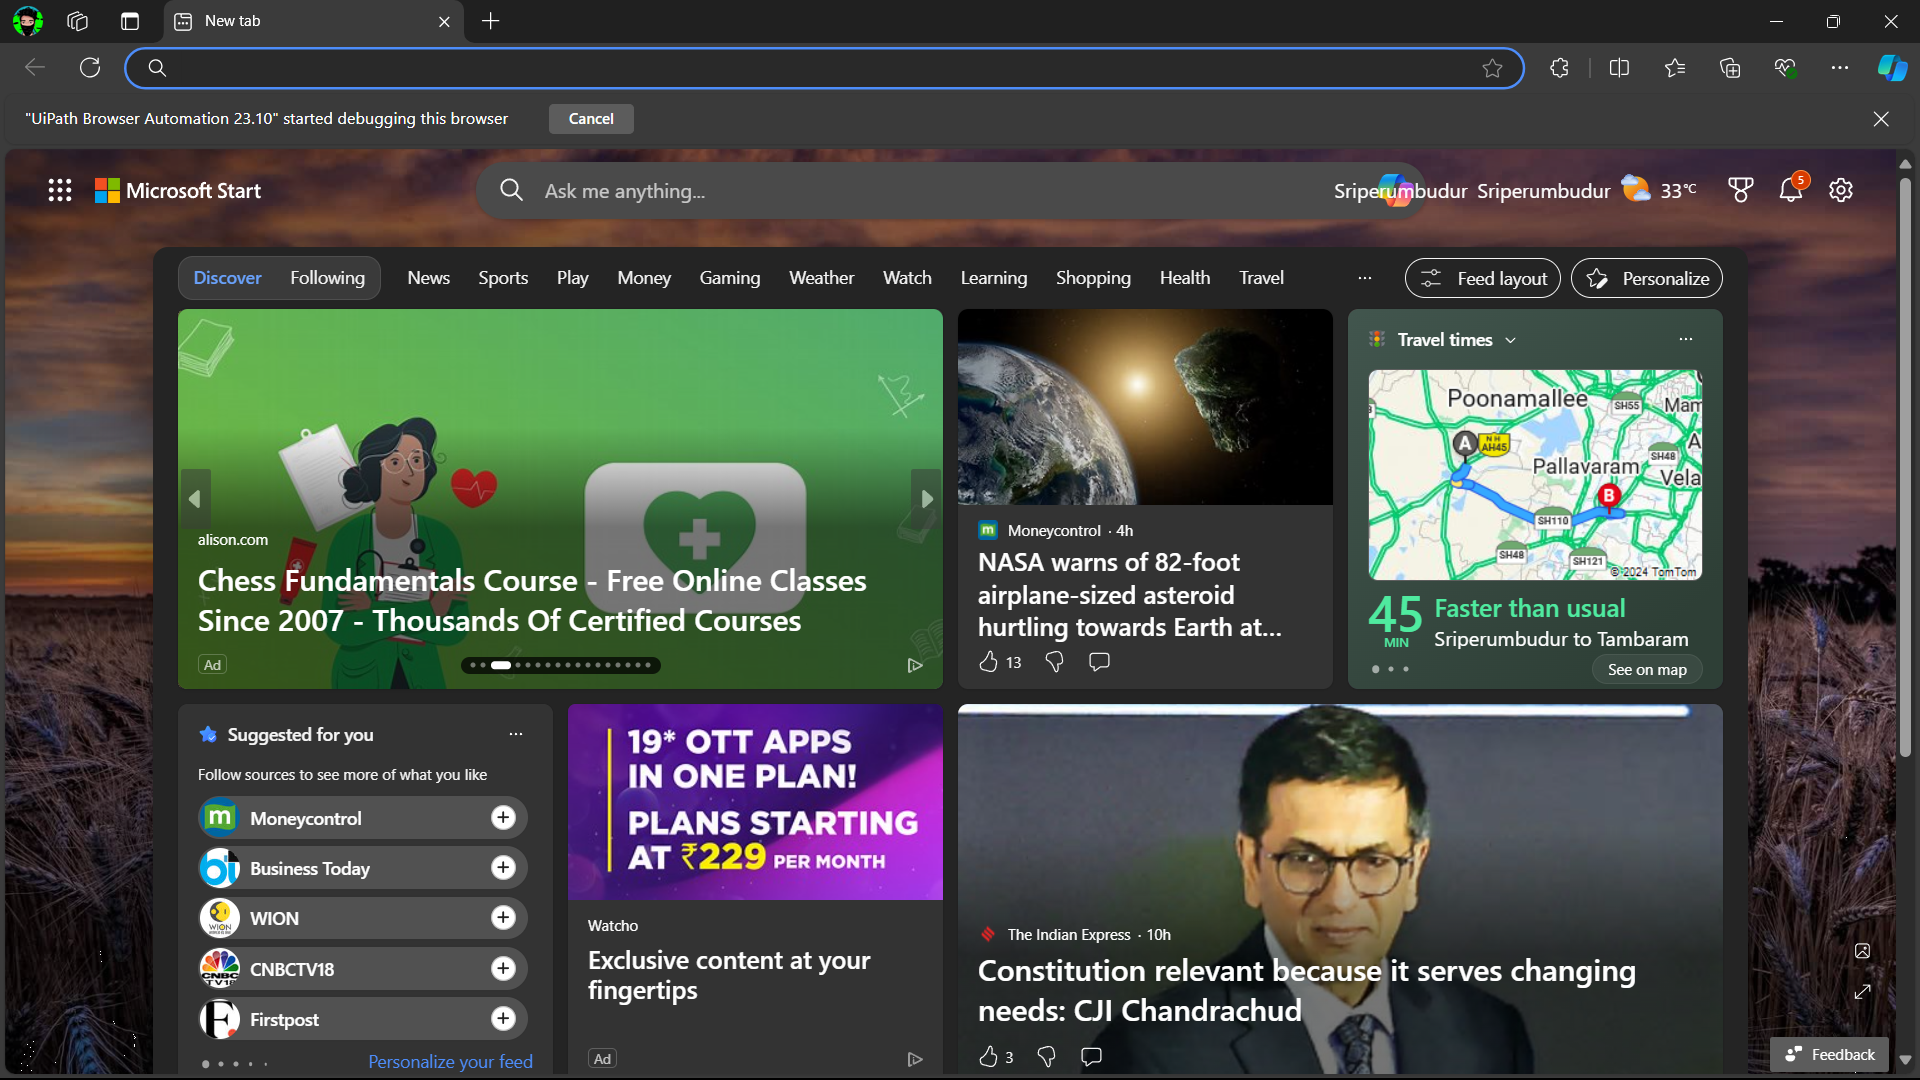 New tab
"UiPath Browser Automation 23.10" started debugging this browser
Cancel
Microsoft Start
Ask me anything...
Sriperumbudur Sriperumbudur
33°C
5
Discover Following News Sports Play Money Gaming Weather Watch Learning Shopping Health Travel
Feed layout
Personalize
alison.com
Chess Fundamentals Course - Free Online Classes
Since 2007 - Thousands Of Certified Courses
Ad
m Moneycontrol · 4h
NASA warns of 82-foot
airplane-sized asteroid
hurtling towards Earth at...
13
Travel times
Poonamallee
SH55
Mam
A
NH
AH45
A
SH48
Pallavaram
Vela
B
SH110
SH48
SH121
© 2024 TomTom
45
MIN
Faster than usual
Sriperumbudur to Tambaram
See on map
Suggested for you
Follow sources to see more of what you like
m Moneycontrol
bt Business Today
WION WION
CNBC TV18 CNBCTV18
F. Firstpost
Personalize your feed
19* OTT APPS
IN ONE PLAN!
PLANS STARTING
AT ₹229 PER MONTH
Watcho
Exclusive content at your
fingertips
Ad
The Indian Express · 10h
Constitution relevant because it serves changing
needs: CJI Chandrachud
3
Feedback